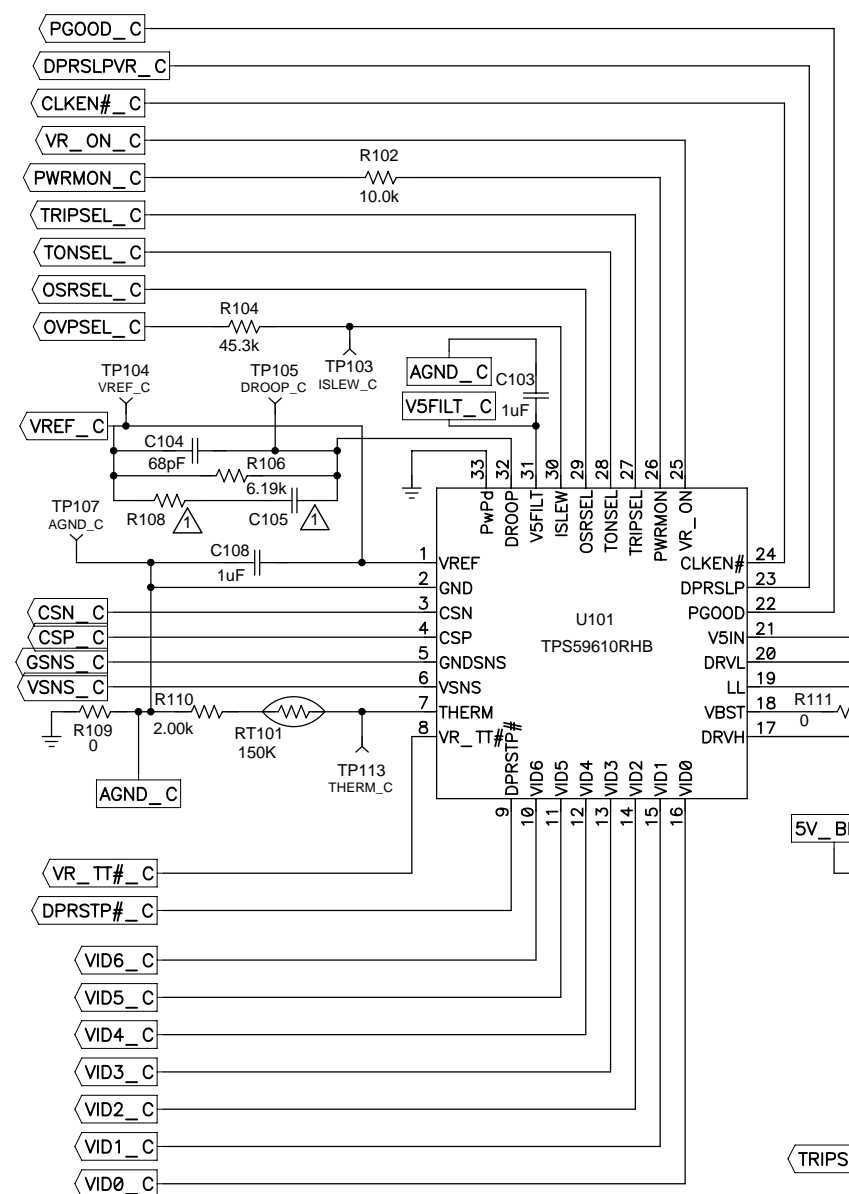 PGOOD_C
DPRSLPVR_C
CLKEN#_C
VR_ON_C
R102
PWRMON_C
10.0k
TRIPSEL_C
TONSEL_C
OSRSEL_C
R104
OVPSEL_C
45.3k
TP104
VREF_C
TP105
DROOP_C
TP103
ISLEW_C
AGND_C
C103
1uF
V5FILT_C
VREF_C
C104
68pF
R106
6.19k
R108
1
C105
1
TP107
AGND_C
C108
1uF
33
32
31
30
29
28
27
26
25
PwPd
DROOP
V5FILT
ISLEW
OSRSEL
TONSEL
TRIPSEL
PWRMON
VR_ON
1 VREF
2 GND
3 CSN
4 CSP
5 GNDSNS
6 VSNS
7 THERM
8 VR_TT#
U101
TPS59610RHB
CLKEN# 24
DPRSLP 23
PGOOD 22
V5IN 21
DRVL 20
LL 19
VBST 18
DRVH 17
R111
0
CSN_C
CSP_C
GSNS_C
VSNS_C
R109
0
R110
2.00k
RT101
150K
TP113
THERM_C
AGND_C
DPRSTP#
VID6
VID5
VID4
VID3
VID2
VID1
VID0
9
10
11
12
13
14
15
16
5V_B
VR_TT#_C
DPRSTP#_C
VID6_C
VID5_C
VID4_C
VID3_C
VID2_C
VID1_C
TRIPS
VID0_C